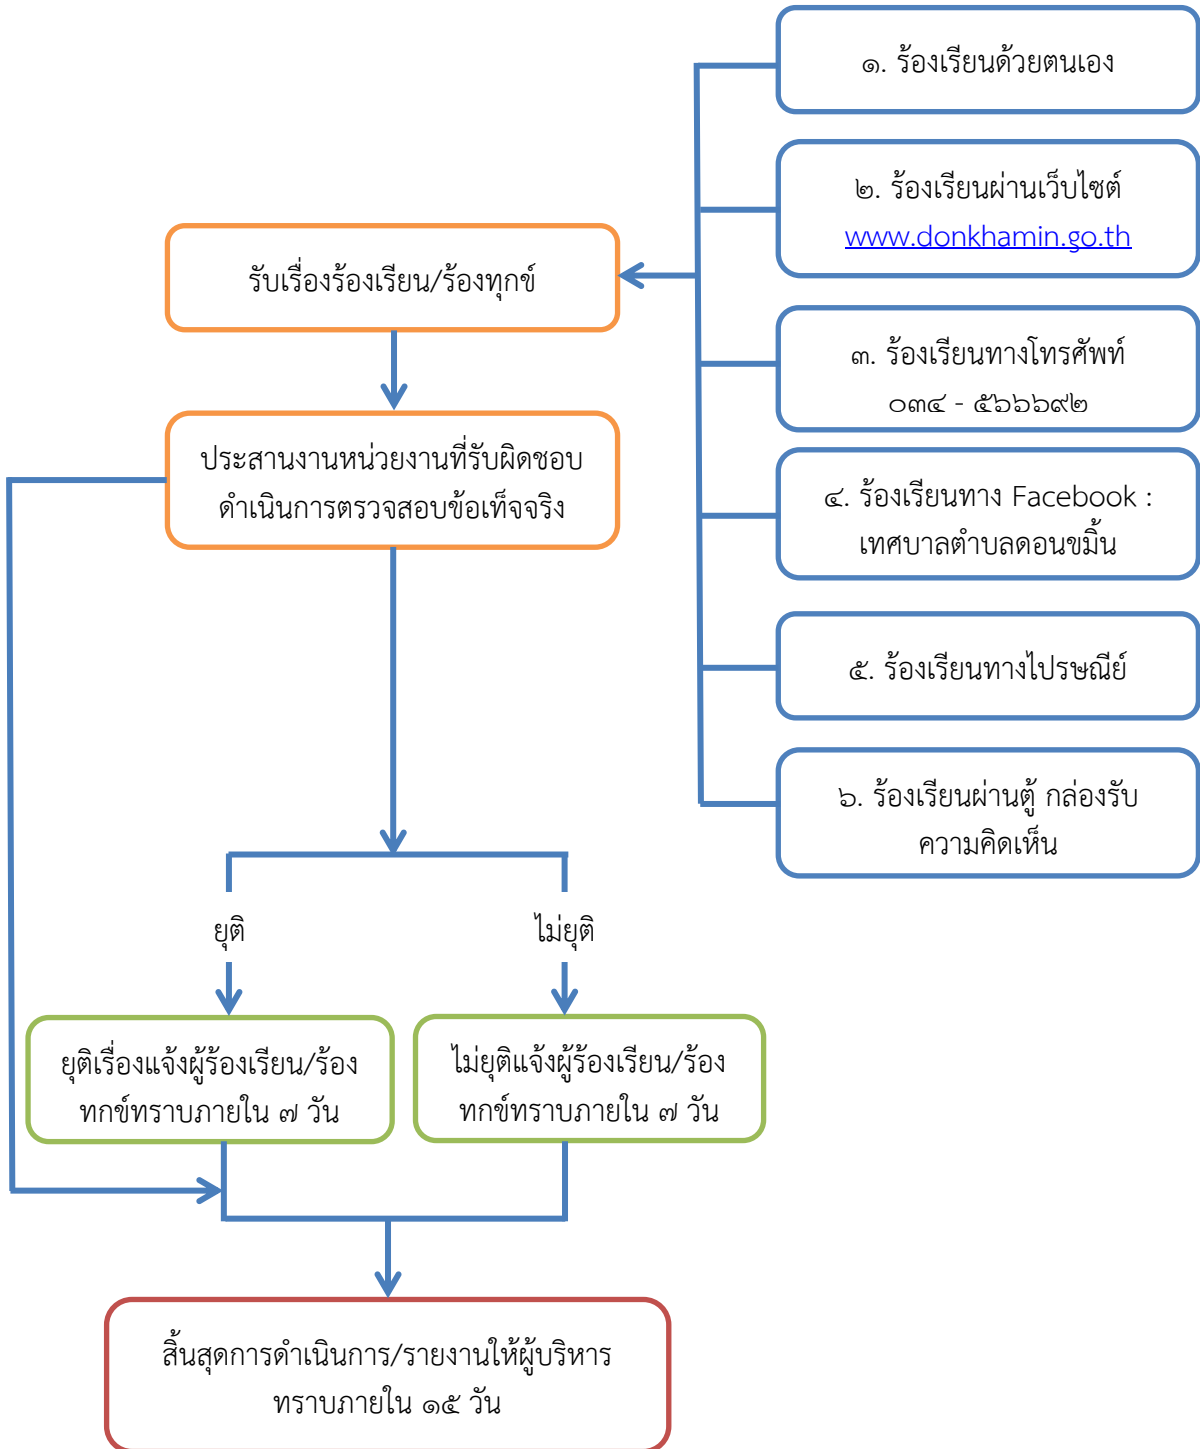 ๑. ร้องเรียนด้วยตนเอง
๒. ร้องเรียนผ่านเว็บไซต์
www.donkhamin.go.th
รับเรื่องร้องเรียน/ร้องทุกข์
๓. ร้องเรียนทางโทรศัพท์
๐๓๔ - ๕๖๖๖๙๒
ประสานงานหน่วยงานที่รับผิดชอบ
ดำเนินการตรวจสอบข้อเท็จจริง
๔. ร้องเรียนทาง Facebook :
เทศบาลตำบลดอนขมิ้น
๕. ร้องเรียนทางไปรษณีย์
๖. ร้องเรียนผ่านตู้ กล่องรับ
ความคิดเห็น
ยุติ
ไม่ยุติ
ยุติเรื่องแจ้งผู้ร้องเรียน/ร้อง
ทกข์ทราบภายใน ๗ วัน
ไม่ยุติแจ้งผู้ร้องเรียน/ร้อง
ทกข์ทราบภายใน ๗ วัน
สิ้นสุดการดำเนินการ/รายงานให้ผู้บริหาร
ทราบภายใน ๑๕ วัน